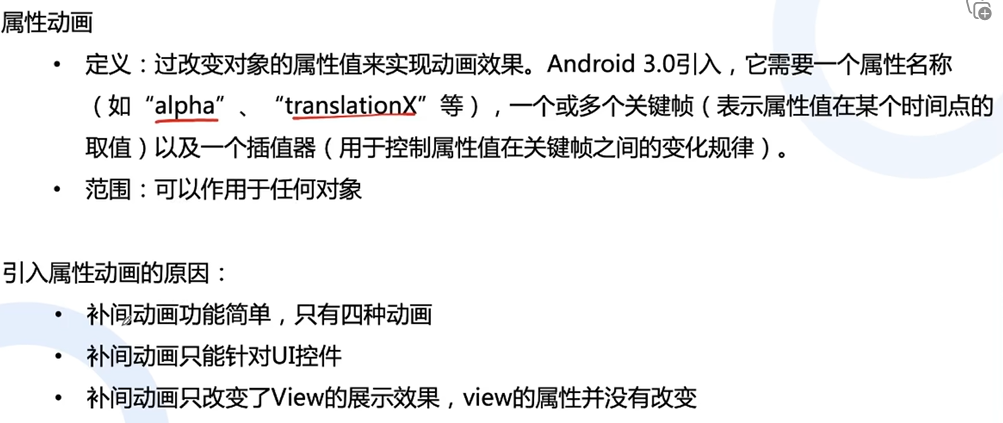 属性动画
• 定义：过改变对象的属性值来实现动画效果。Android 3.0引入，它需要一个属性名称
（如“alpha”、“translationX”等），一个或多个关键帧（表示属性值在某个时间点的
取值）以及一个插值器（用于控制属性值在关键帧之间的变化规律）。
• 范围：可以作用于任何对象
引入属性动画的原因：
• 补间动画功能简单，只有四种动画
• 补间动画只能针对UI控件
• 补间动画只改变了View的展示效果，view的属性并没有改变